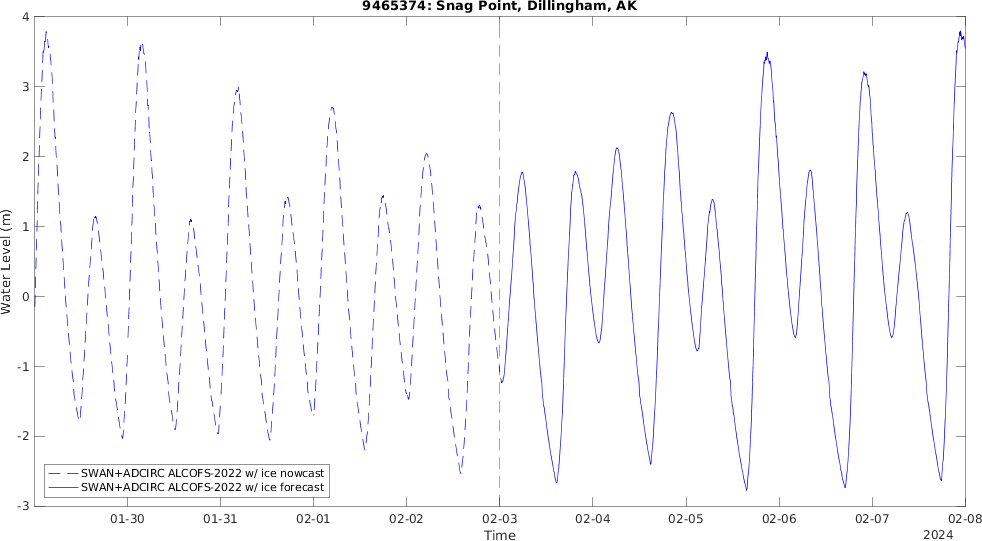 9465374: Snag Point, Dillingham, AK
4
3
2
1
0
-1
-2
-3
Water Level (m)
SWAN+ADCIRC ALCOFS-2022 w/ ice nowcast
SWAN+ADCIRC ALCOFS-2022 w/ ice forecast
01-30 01-31 02-01 02-02 02-03 02-04 02-05 02-06 02-07 02-08
Time
2024